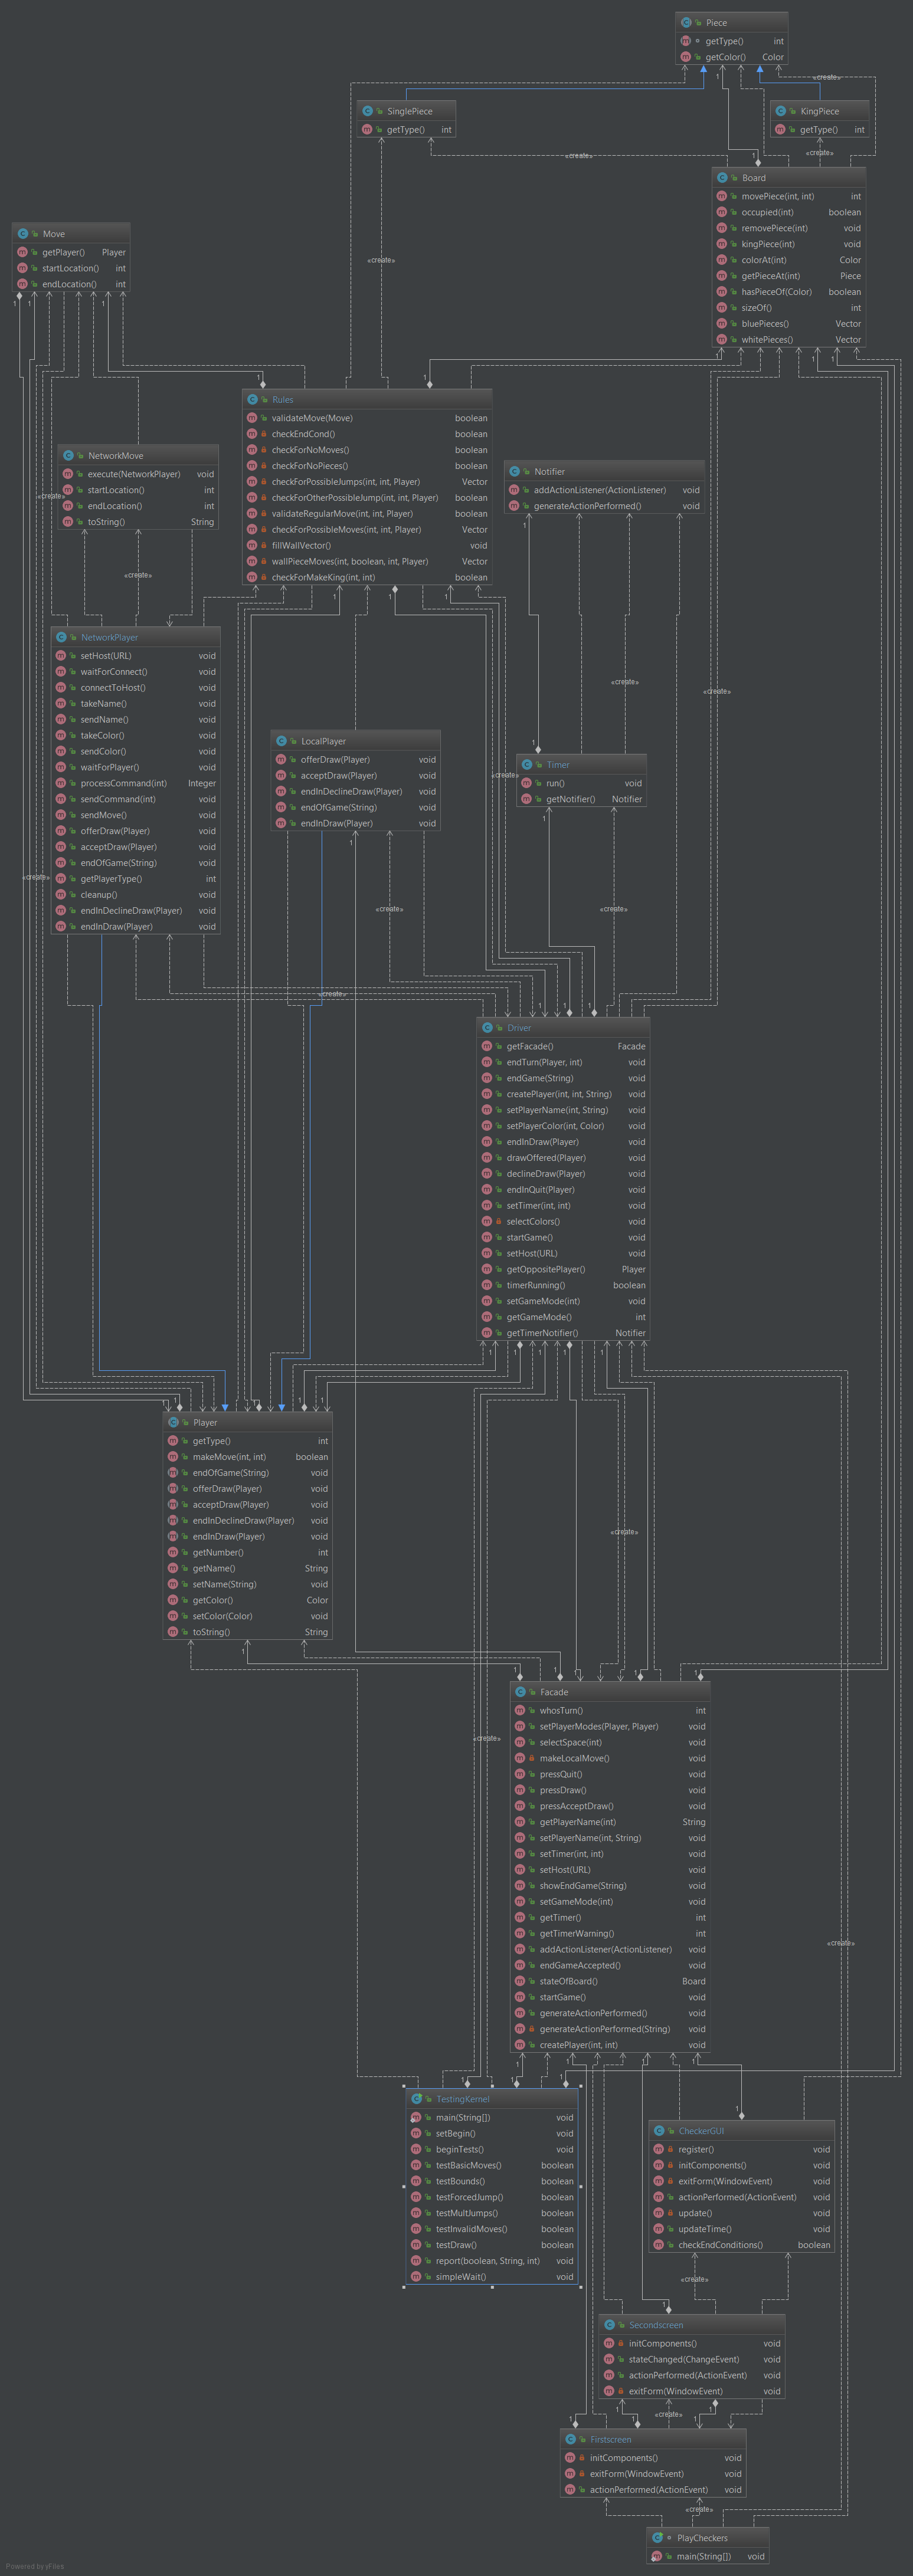 Piece
getType() int
getColor() Color
«create»
SinglePiece
getType() int
KingPiece
getType() int
«create»
«create»
Board
movePiece(int, int) int
occupied(int) boolean
removePiece(int) void
kingPiece(int) void
colorAt(int) Color
getPieceAt(int) Piece
hasPieceOf(Color) boolean
sizeOf() int
bluePieces() Vector
whitePieces() Vector
Move
getPlayer() Player
startLocation() int
endLocation() int
«create»
Rules
validateMove(Move) boolean
checkEndCond() boolean
checkForNoMoves() boolean
checkForNoPieces() boolean
checkForPossibleJumps(int, int, Player) Vector
checkForOtherPossibleJump(int, int, Player) boolean
validateRegularMove(int, int, Player) boolean
checkForPossibleMoves(int, int, Player) Vector
fillWallVector() void
wallPieceMoves(int, boolean, int, Player) Vector
checkForMakeKing(int, int) boolean
NetworkMove
execute(NetworkPlayer) void
startLocation() int
endLocation() int
toString() String
«create»
«create»
Notifier
addActionListener(ActionListener) void
generateActionPerformed() void
NetworkPlayer
setHost(URL) void
waitForConnect() void
connectToHost() void
takeName() void
sendName() void
takeColor() void
sendColor() void
waitForPlayer() void
processCommand(int) Integer
sendCommand(int) void
sendMove() void
offerDraw(Player) void
acceptDraw(Player) void
endOfGame(String) void
getPlayerType() int
cleanup() void
endInDeclineDraw(Player) void
endInDraw(Player) void
«create»
«create»
«create»
LocalPlayer
offerDraw(Player) void
acceptDraw(Player) void
endInDeclineDraw(Player) void
endOfGame(String) void
endInDraw(Player) void
Timer
run() void
getNotifier() Notifier
«create»
«create»
«create»
«create»
«create»
Driver
getFacade() Facade
endTurn(Player, int) void
endGame(String) void
createPlayer(int, int, String) void
setPlayerName(int, String) void
setPlayerColor(int, Color) void
endInDraw(Player) void
drawOffered(Player) void
declineDraw(Player) void
endInQuit(Player) void
setTimer(int, int) void
selectColors() void
startGame() void
setHost(URL) void
getOppositePlayer() Player
timerRunning() boolean
setGameMode(int) void
getGameMode() int
getTimerNotifier() Notifier
Player
getType() int
makeMove(int, int) boolean
endOfGame(String) void
offerDraw(Player) void
acceptDraw(Player) void
endInDeclineDraw(Player) void
endInDraw(Player) void
getNumber() int
getName() String
setName(String) void
getColor() Color
setColor(Color) void
toString() String
«create»
Facade
whosTurn() int
setPlayerModes(Player, Player) void
selectSpace(int) void
makeLocalMove() void
pressQuit() void
pressDraw() void
pressAcceptDraw() void
getPlayerName(int) String
setPlayerName(int, String) void
setTimer(int, int) void
setHost(URL) void
showEndGame(String) void
setGameMode(int) void
getTimer() int
getTimerWarning() int
addActionListener(ActionListener) void
endGameAccepted() void
stateOfBoard() Board
startGame() void
generateActionPerformed() void
generateActionPerformed(String) void
createPlayer(int, int) void
«create»
«create»
TestingKernel
main(String[]) void
setBegin() void
beginTests() void
testBasicMoves() boolean
testBounds() boolean
testForcedJump() boolean
testMultJumps() boolean
testInvalidMoves() boolean
testDraw() boolean
report(boolean, String, int) void
simpleWait() void
CheckerGUI
register() void
initComponents() void
exitForm(WindowEvent) void
actionPerformed(ActionEvent) void
update() void
updateTime() void
checkEndConditions() boolean
«create»
Secondscreen
initComponents() void
stateChanged(ChangeEvent) void
actionPerformed(ActionEvent) void
exitForm(WindowEvent) void
«create»
Firstscreen
initComponents() void
exitForm(WindowEvent) void
actionPerformed(ActionEvent) void
«create»
PlayCheckers
main(String[]) void
Powered by yFiles